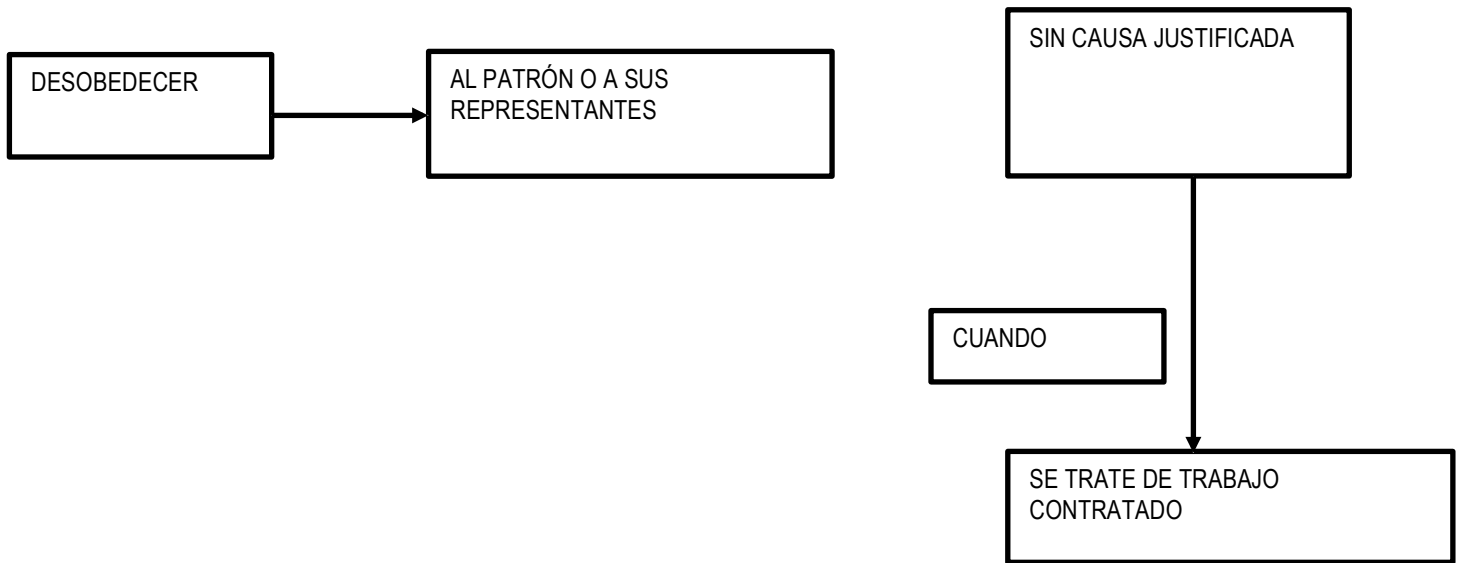 DESOBEDECER
AL PATRÓN O A SUS
REPRESENTANTES
SIN CAUSA JUSTIFICADA
CUANDO
SE TRATE DE TRABAJO
CONTRATADO